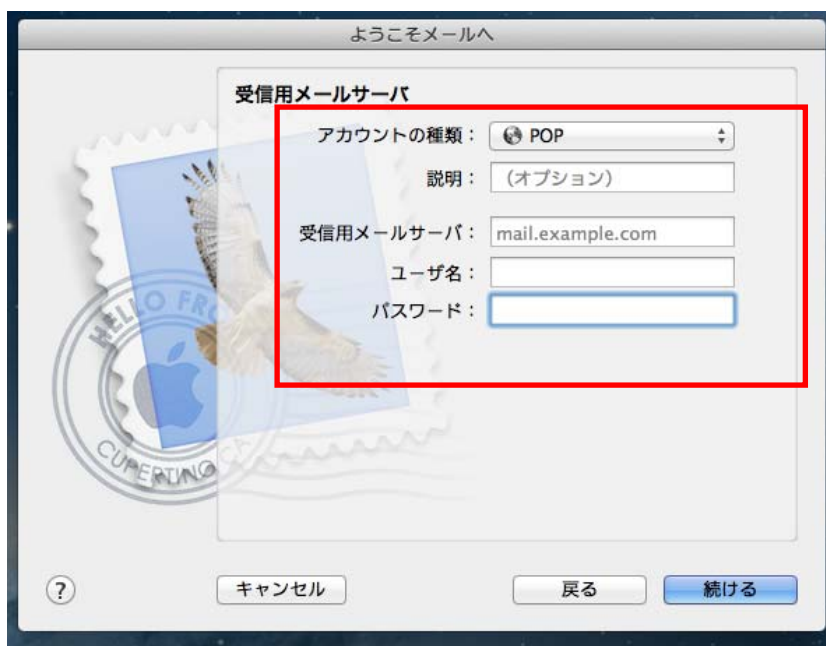 ようこそメールへ
受信用メールサーバ
アカウントの種類： POP
説明： （オプション）
受信用メールサーバ： mail.example.com
ユーザ名：
パスワード：
HELLO FRO
CUPERTINO, CA
? キャンセル 戻る 続ける